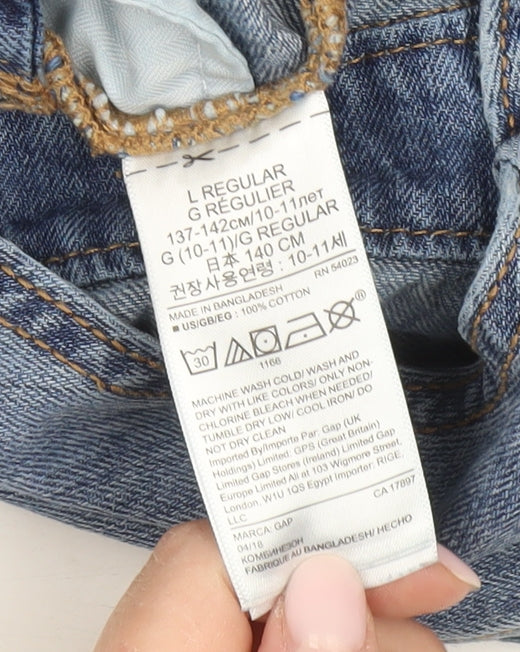 L REGULAR
G RÉGULIER
137-142см/10-11лет
G (10-11)/G REGULAR
日本 140 CM
권장사용연령 : 10-11세
RN 54023
MADE IN BANGLADESH
■ US/GB/EG : 100% COTTON
30
1166
®
MACHINE WASH COLD/ WASH AND
DRY WITH LIKE COLORS/ ONLY NON-
CHLORINE BLEACH WHEN NEEDED/
TUMBLE DRY LOW/ COOL IRON/ DO
NOT DRY CLEAN
Imported By/Importe Par. Gap (UK
Holdings) Limited. GPS (Great Britain)
Limited Gap Stores (Ireland) Limited Gap
Europe Limited All at 103 Wigmore Street.
London. W1U 1QS Egypt Importer. RIGE,
LLC
CA 17897
MARCA: GAP
04/18
КОМБИНЕЗОН
FABRIQUE AU BANGLADESH/ HECHO